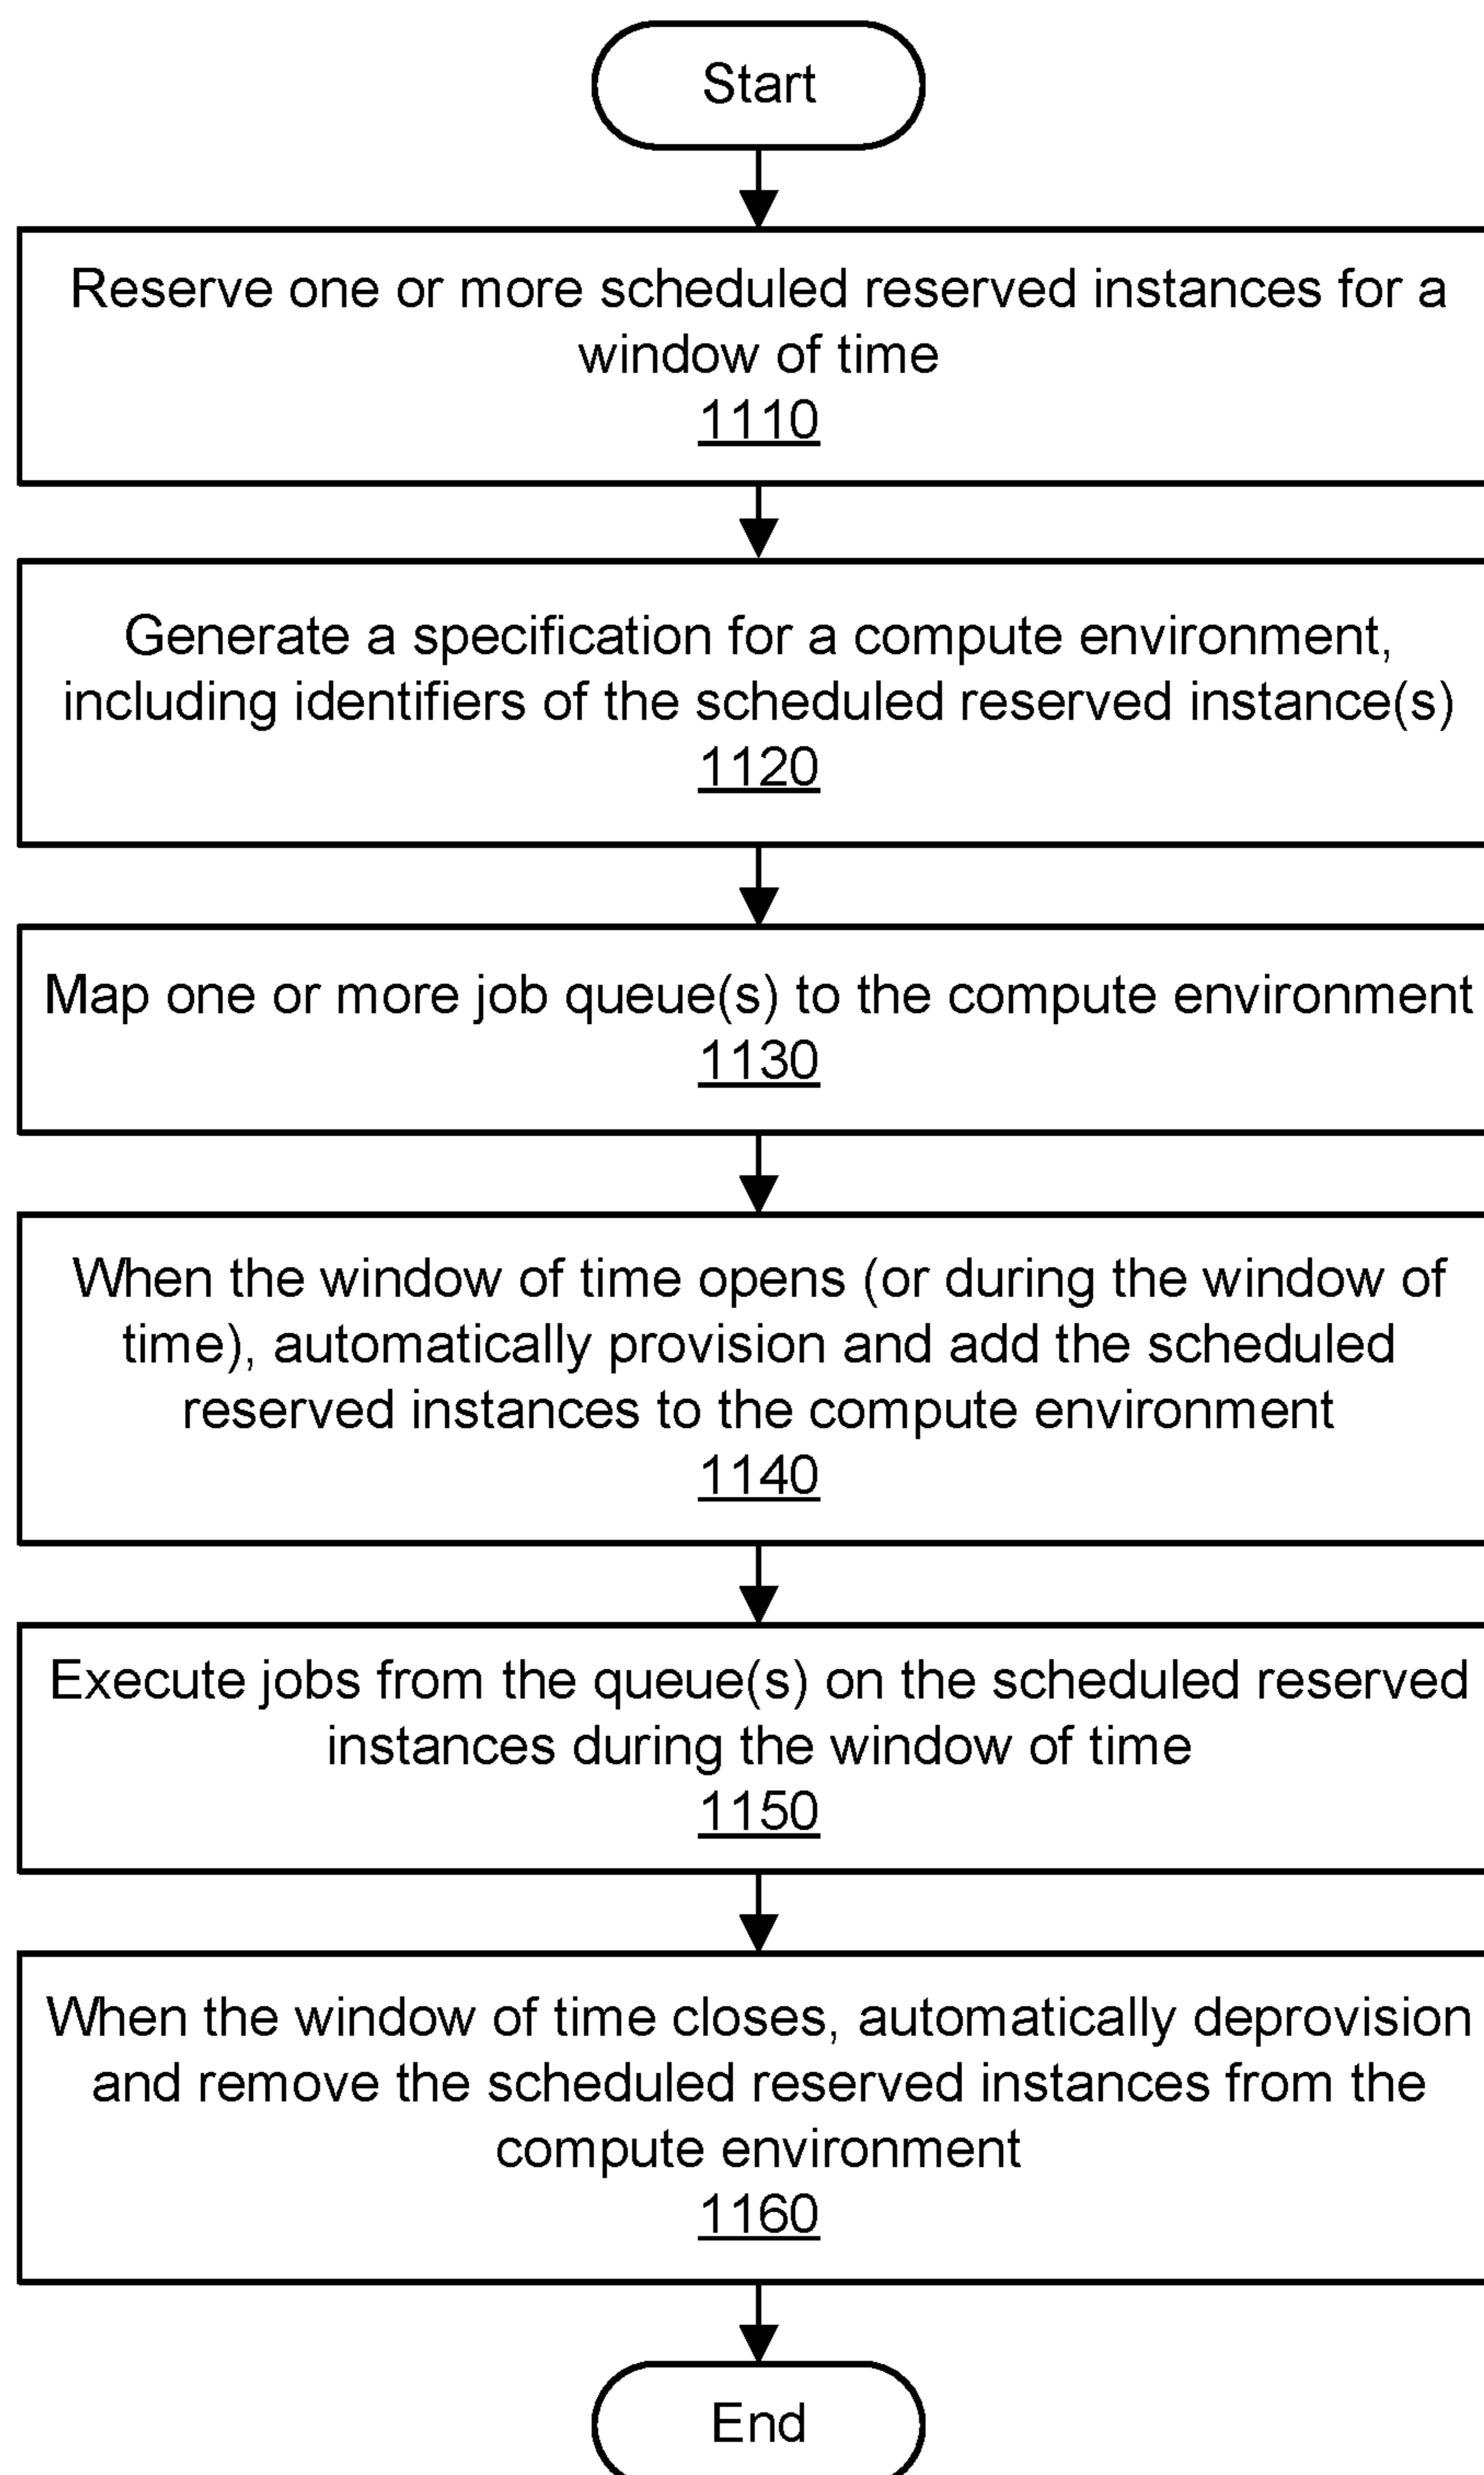 Start
Reserve one or more scheduled reserved instances for a
window of time
1110
Generate a specification for a compute environment,
including identifiers of the scheduled reserved instance(s)
1120
Map one or more job queue(s) to the compute environment
1130
When the window of time opens (or during the window of
time), automatically provision and add the scheduled
reserved instances to the compute environment
1140
Execute jobs from the queue(s) on the scheduled reserved
instances during the window of time
1150
When the window of time closes, automatically deprovision
and remove the scheduled reserved instances from the
compute environment
1160
End